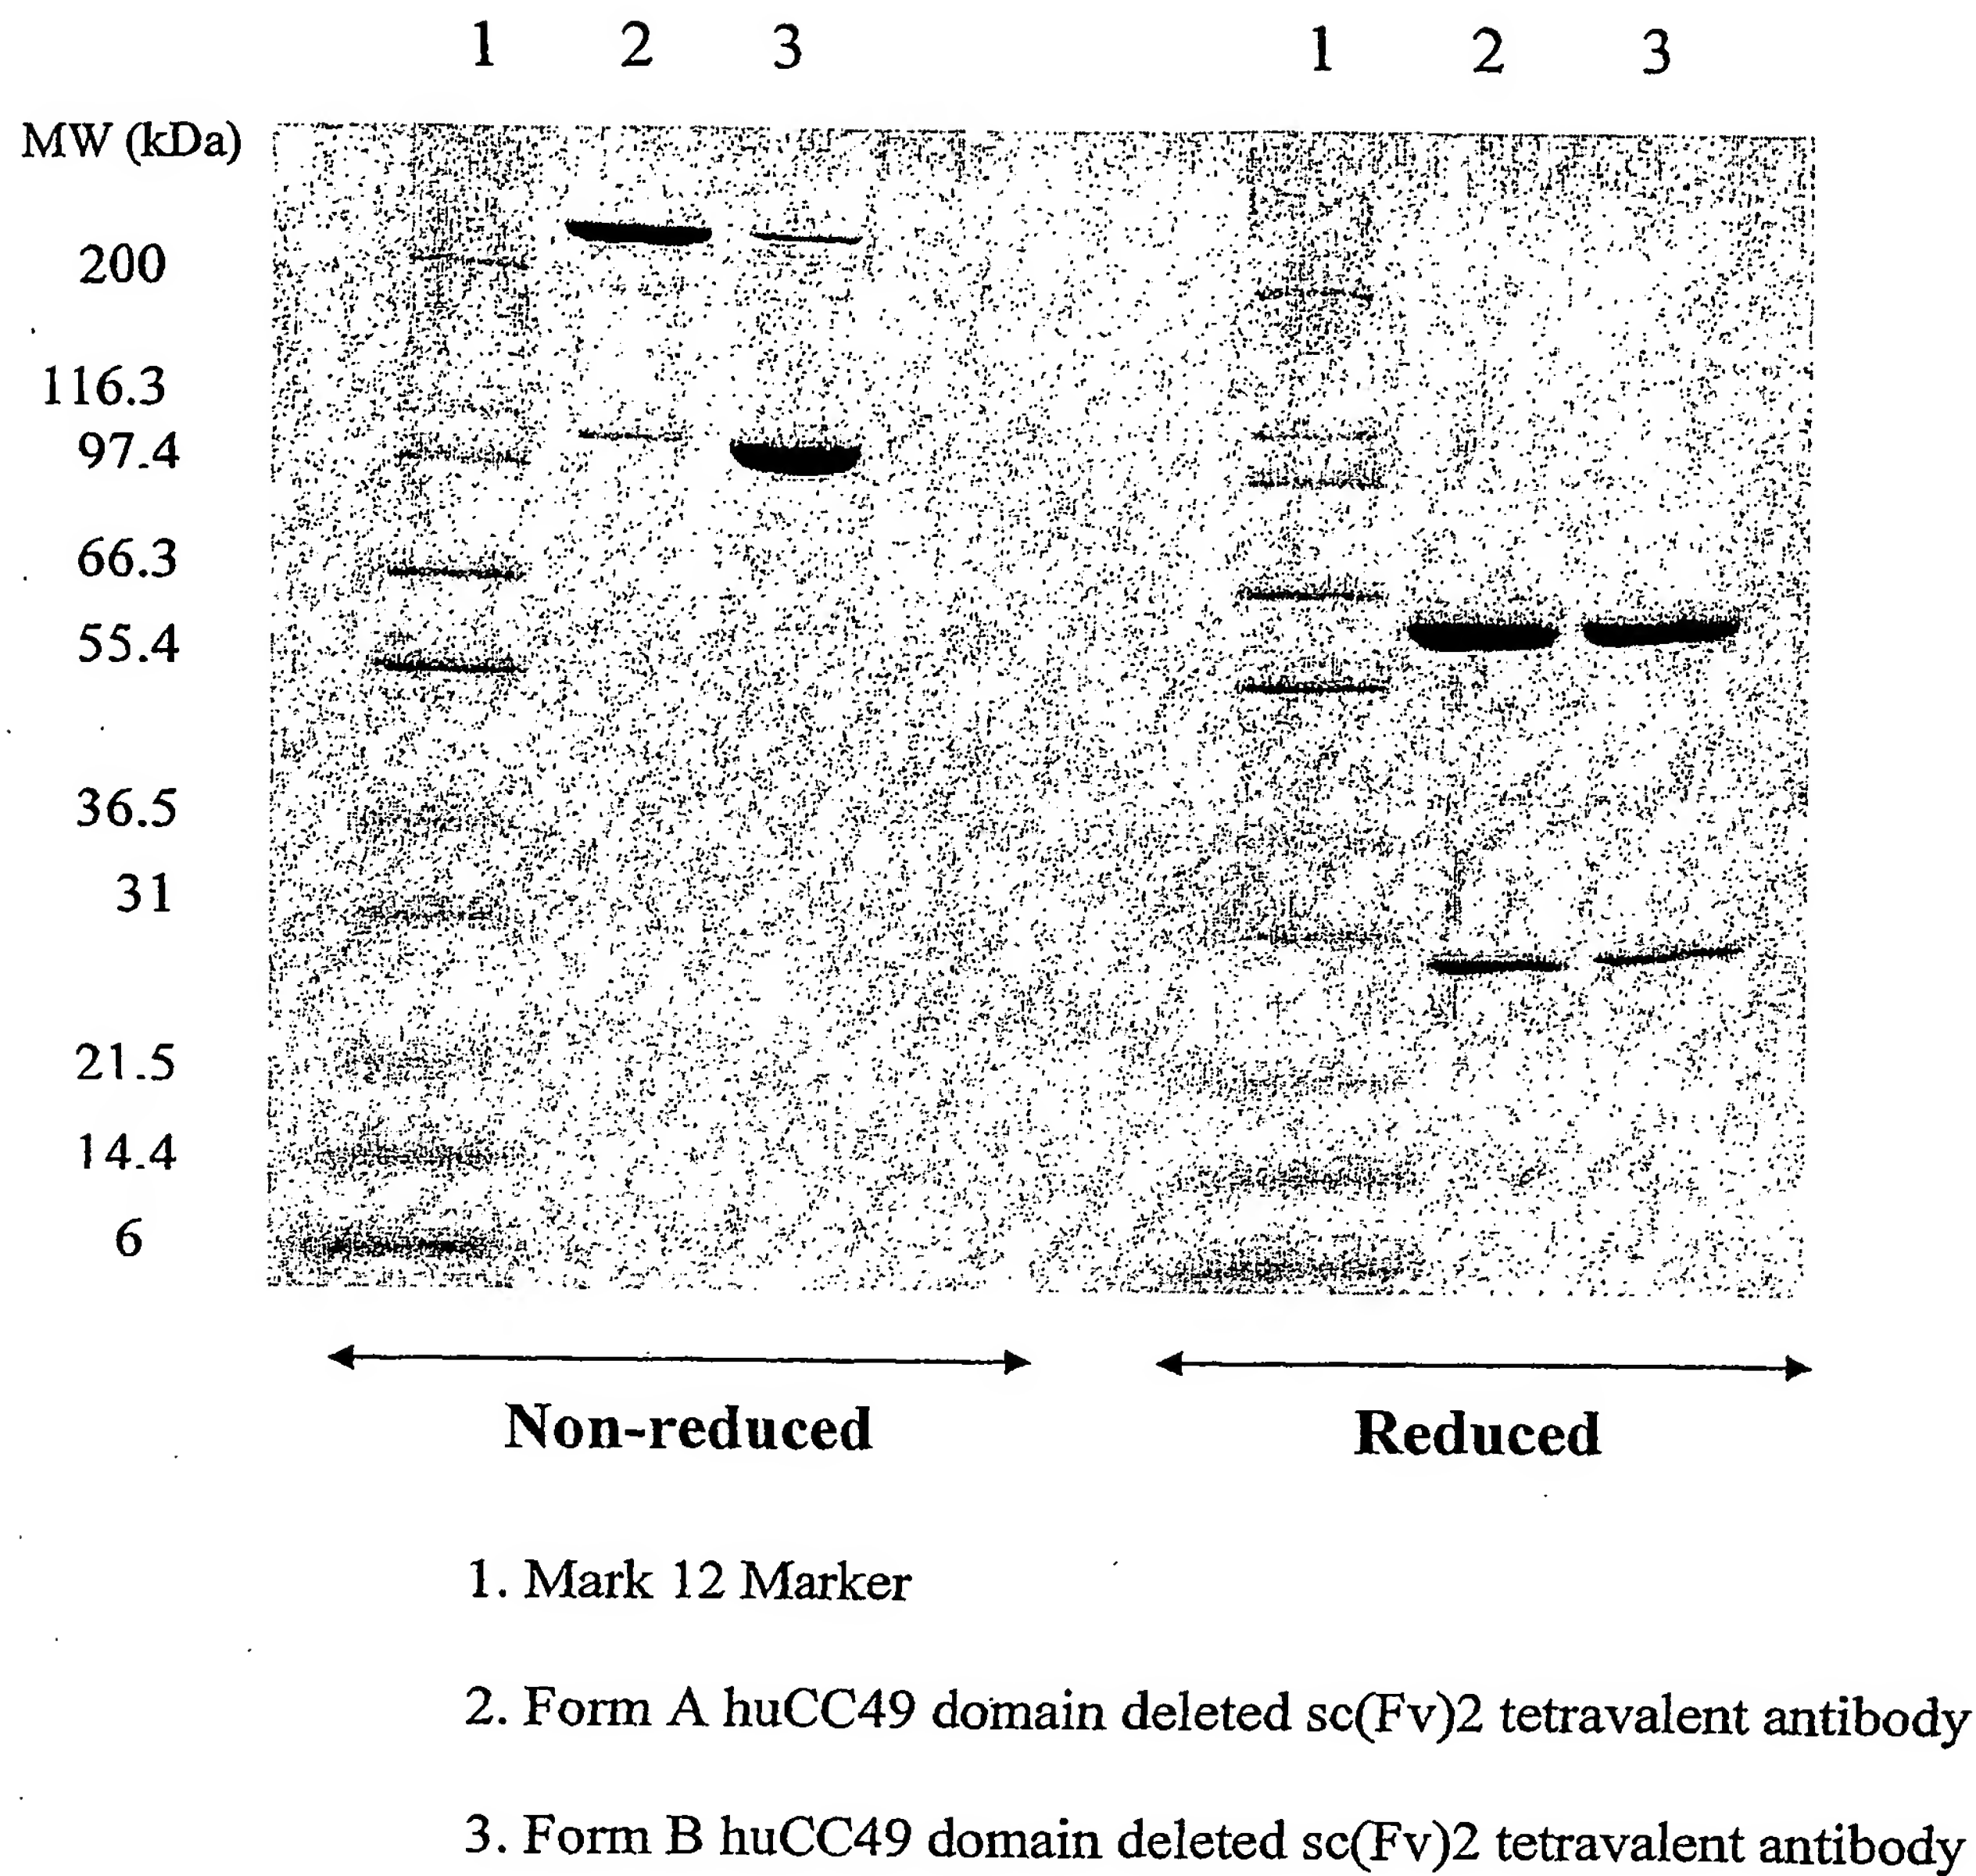 1 2 3 1 2 3
MW (kDa)
200
116.3
97.4
66.3
55.4
36.5
31
21.5
14.4
6
Non-reduced Reduced
1. Mark 12 Marker
2. Form A huCC49 domain deleted sc(Fv)2 tetravalent antibody
3. Form B huCC49 domain deleted sc(Fv)2 tetravalent antibody